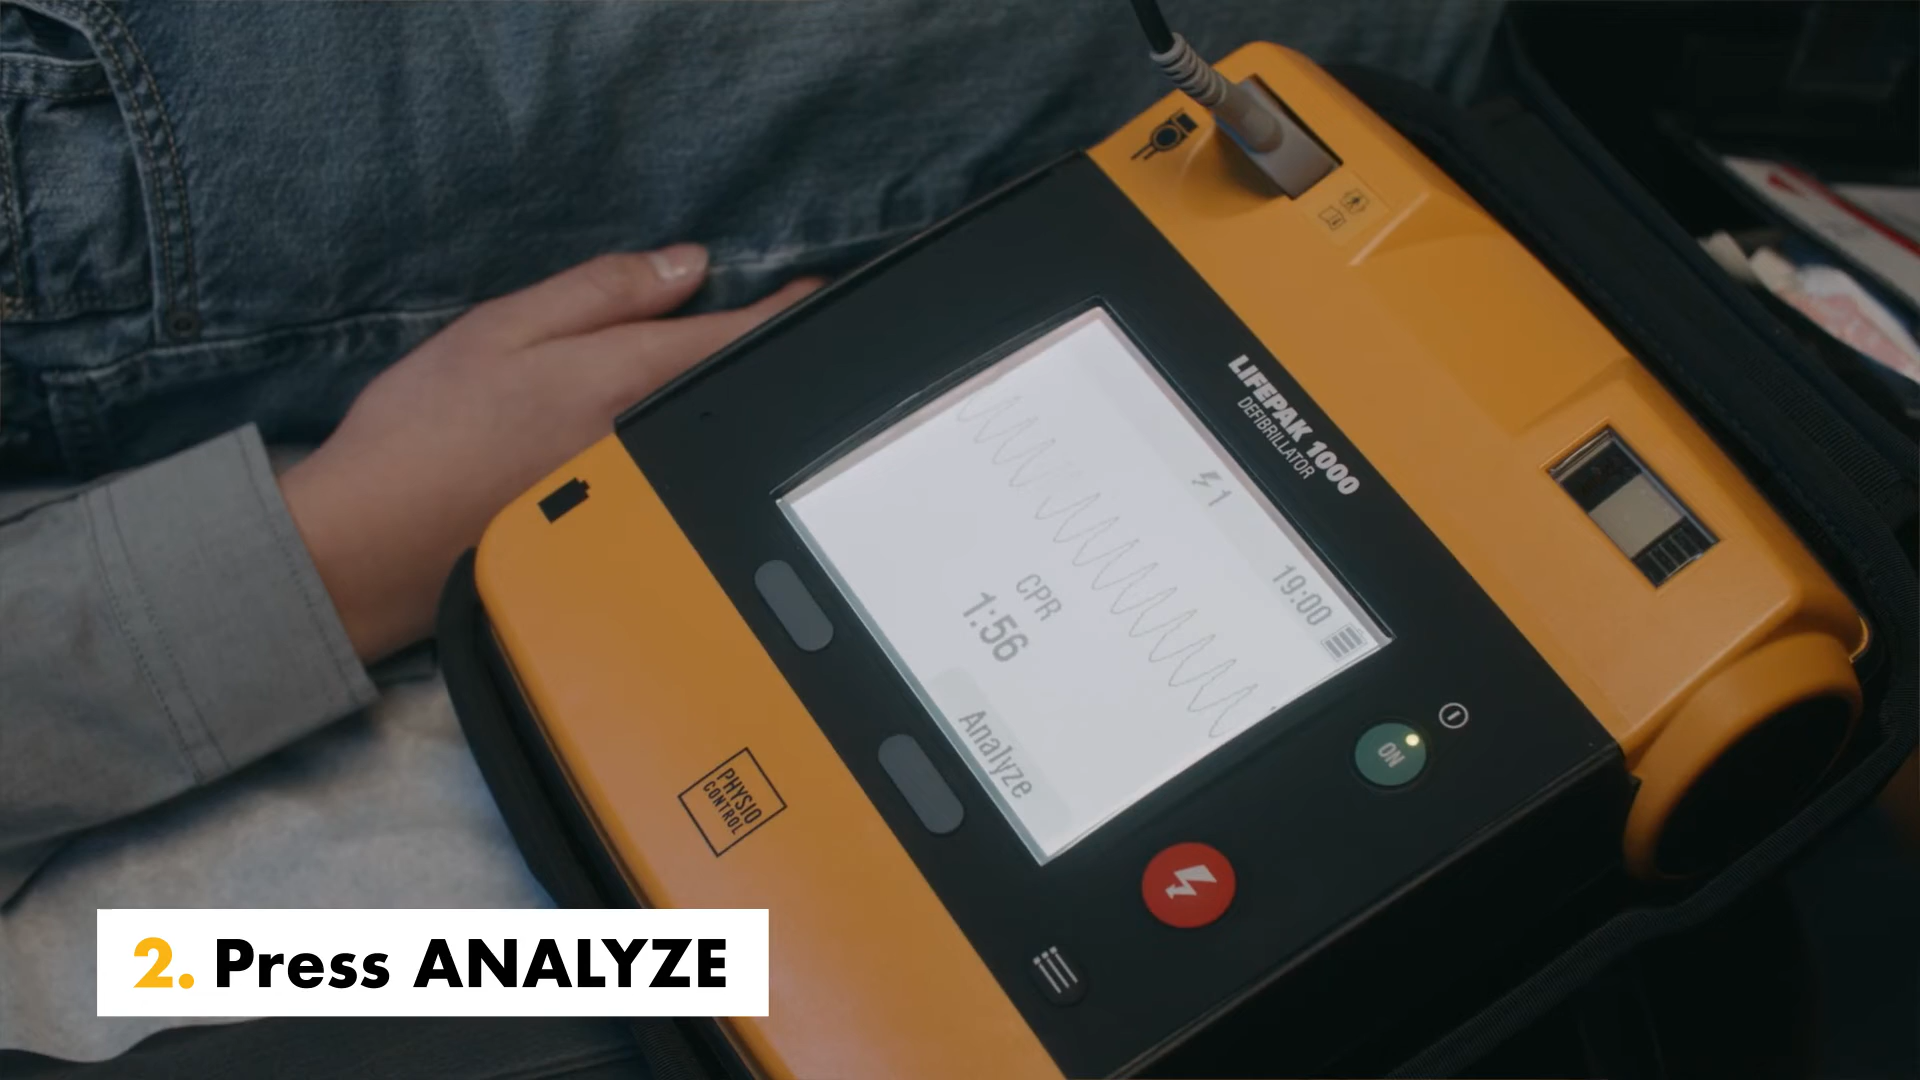 LIFEPAK 1000
DEFIBRILLATOR
1
19:00
CPR
1:56
Analyze
ON
PHYSIO
CONTROL
2. Press ANALYZE